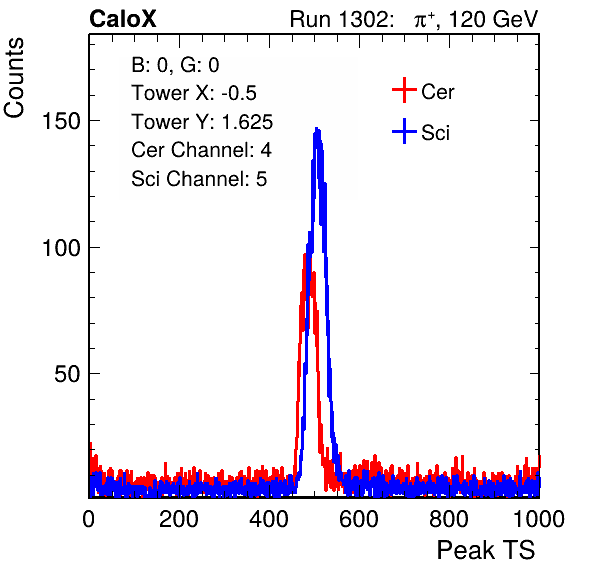 CaloX Run 1302: π⁺, 120 GeV
Counts
B: 0, G: 0
Tower X: -0.5
Tower Y: 1.625
Cer Channel: 4
Sci Channel: 5
Cer
Sci
150
100
50
0 200 400 600 800 1000
Peak TS